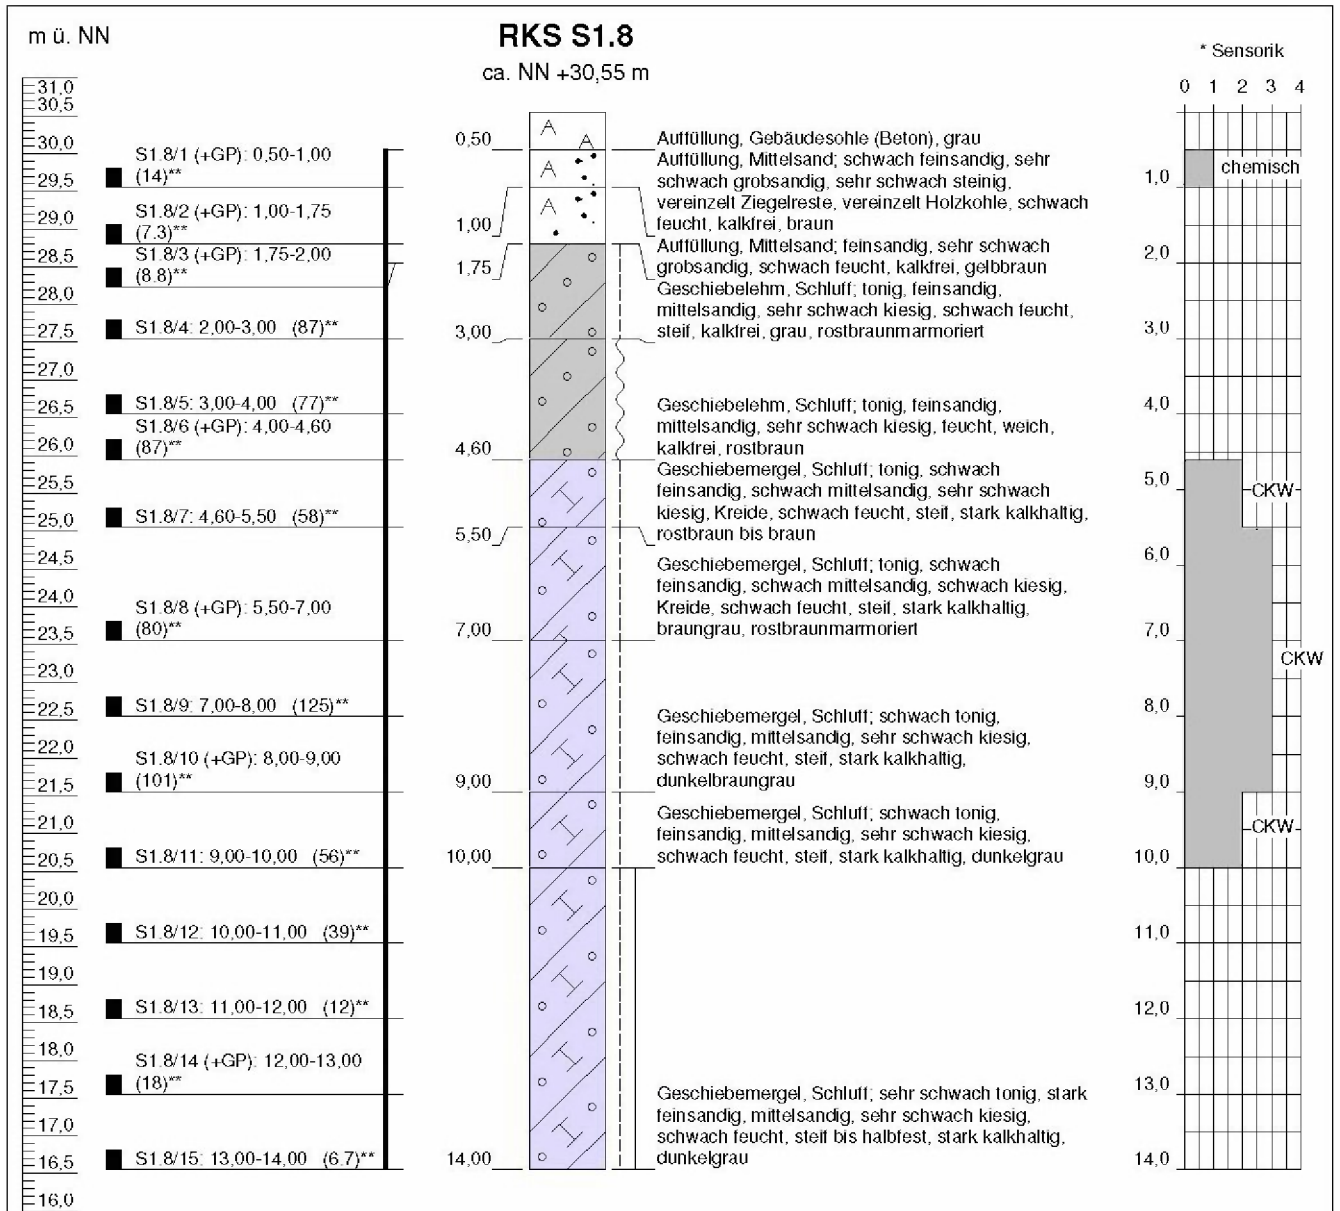 m ü. NN
RKS S1.8
ca. NN +30,55 m
* Sensorik
0 1 2 3 4
31,0
30,5
30,0
29,5
29,0
28,5
28,0
27,5
27,0
26,5
26,0
25,5
25,0
24,5
24,0
23,5
23,0
22,5
22,0
21,5
21,0
20,5
20,0
19,5
19,0
18,5
18,0
17,5
17,0
16,5
16,0
S1.8/1 (+GP): 0,50-1,00
(14)**
S1.8/2 (+GP): 1,00-1,75
(7.3)**
S1.8/3 (+GP): 1,75-2,00
(8.8)**
S1.8/4: 2,00-3,00 (87)**
S1.8/5: 3,00-4,00 (77)**
S1.8/6 (+GP): 4,00-4,60
(87)**
S1.8/7: 4,60-5,50 (58)**
S1.8/8 (+GP): 5,50-7,00
(80)**
S1.8/9: 7,00-8,00 (125)**
S1.8/10 (+GP): 8,00-9,00
(101)**
S1.8/11: 9,00-10,00 (56)**
S1.8/12: 10,00-11,00 (39)**
S1.8/13: 11,00-12,00 (12)**
S1.8/14 (+GP): 12,00-13,00
(18)**
S1.8/15: 13,00-14,00 (6.7)**
0,50
1,00
1,75
3,00
4,60
5,50
7,00
9,00
10,00
14,00
A
A
A
A
Auffüllung, Gebäudesohle (Beton), grau
Auffüllung, Mittelsand; schwach feinsandig, sehr
schwach grobsandig, sehr schwach steinig,
vereinzelt Ziegelreste, vereinzelt Holzkohle, schwach
feucht, kalkfrei, braun
Auffüllung, Mittelsand; feinsandig, sehr schwach
grobsandig, schwach feucht, kalkfrei, gelbbraun
Geschiebelehm, Schluff; tonig, feinsandig,
mittelsandig, sehr schwach kiesig, schwach feucht,
steif, kalkfrei, grau, rostbraunmarmoriert
Geschiebelehm, Schluff; tonig, feinsandig,
mittelsandig, sehr schwach kiesig, feucht, weich,
kalkfrei, rostbraun
Geschiebemergel, Schluff; tonig, schwach
feinsandig, schwach mittelsandig, sehr schwach
kiesig, Kreide, schwach feucht, steif, stark kalkhaltig,
rostbraun bis braun
Geschiebemergel, Schluff; tonig, schwach
feinsandig, schwach mittelsandig, schwach kiesig,
Kreide, schwach feucht, steif, stark kalkhaltig,
braungrau, rostbraunmarmoriert
Geschiebemergel, Schluff; schwach tonig,
feinsandig, mittelsandig, sehr schwach kiesig,
schwach feucht, steif, stark kalkhaltig,
dunkelbraungrau
Geschiebemergel, Schluff; schwach tonig,
feinsandig, mittelsandig, sehr schwach kiesig,
schwach feucht, steif, stark kalkhaltig, dunkelgrau
Geschiebemergel, Schluff; sehr schwach tonig, stark
feinsandig, mittelsandig, sehr schwach kiesig,
schwach feucht, steif bis halbfest, stark kalkhaltig,
dunkelgrau
1,0
2,0
3,0
4,0
5,0
6,0
7,0
8,0
9,0
10,0
11,0
12,0
13,0
14,0
chemisch
CKW
CKW
CKW